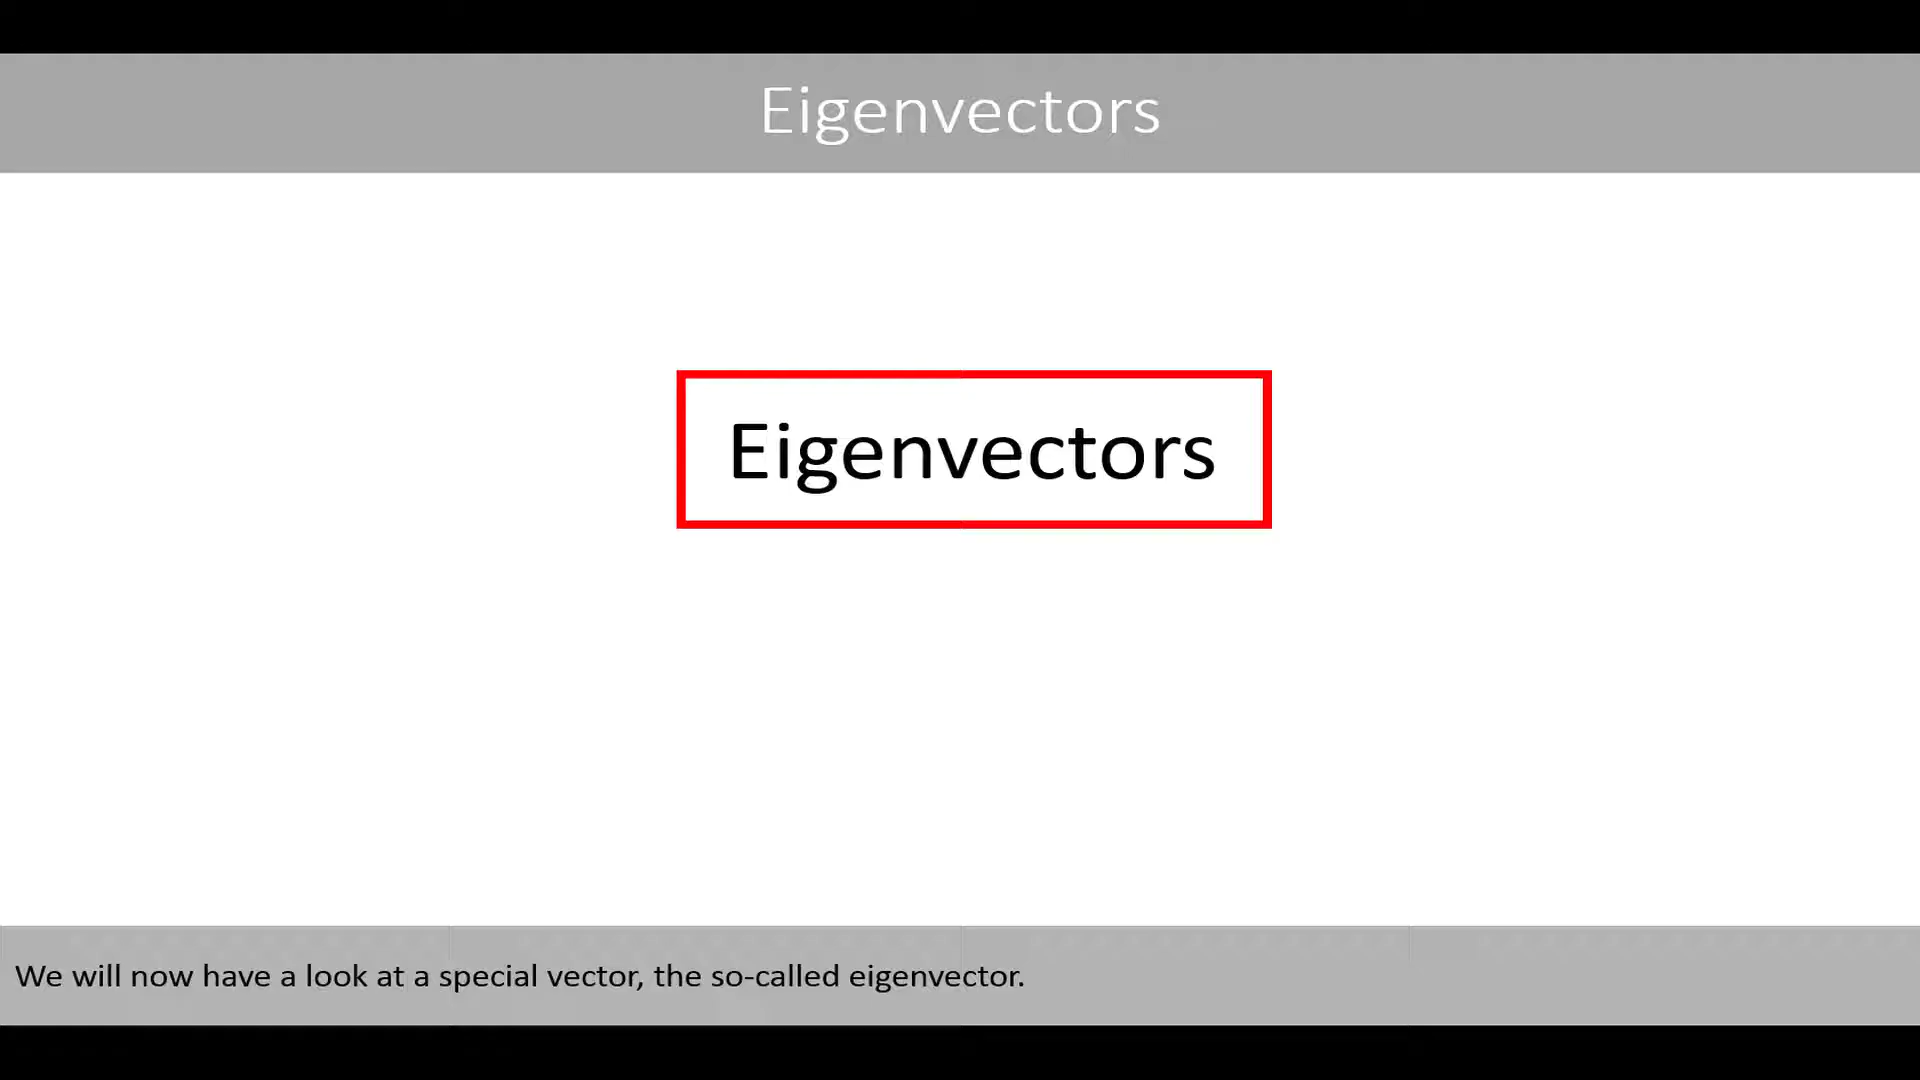 Eigenvectors
Eigenvectors
We will now have a look at a special vector, the so-called eigenvector.